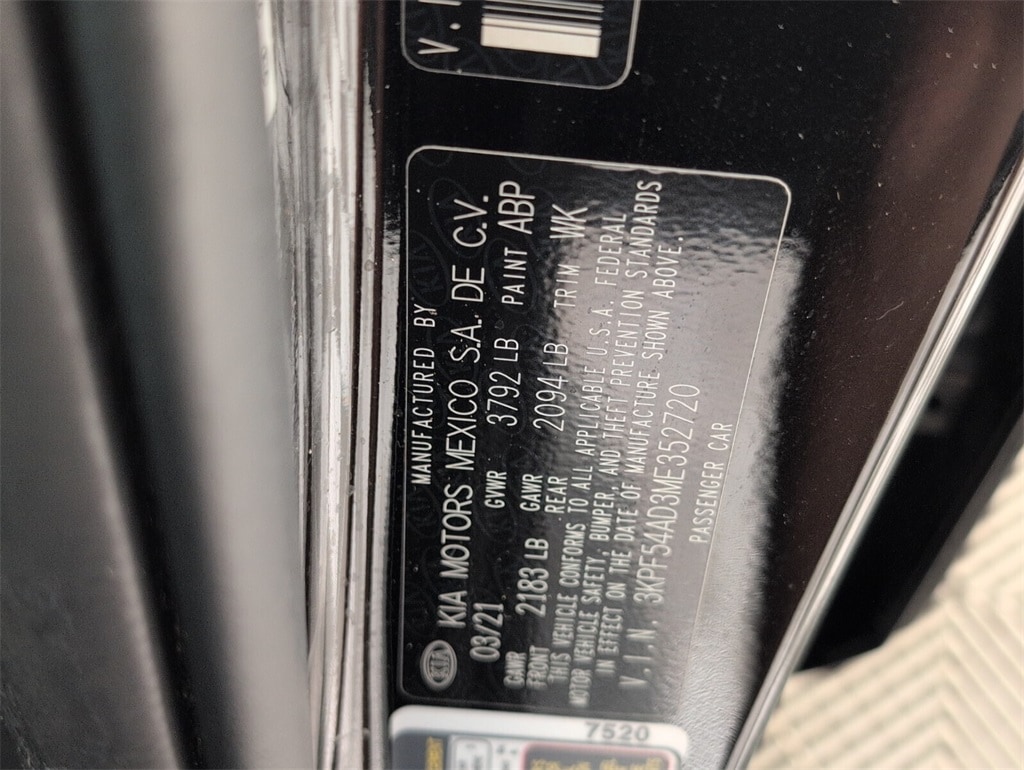 MANUFACTURED BY
KIA KIA MOTORS MEXICO S.A. DE C.V.
03/21 GVWR 3792 LB PAINT ABP
GAWR FRONT 2183 LB GAWR REAR 2094 LB TRIM WK
THIS VEHICLE CONFORMS TO ALL APPLICABLE U.S.A. FEDERAL
MOTOR VEHICLE SAFETY, BUMPER, AND THEFT PREVENTION STANDARDS
IN EFFECT ON THE DATE OF MANUFACTURE SHOWN ABOVE.
V.I.N. 3KPF54AD3ME352720
PASSENGER CAR
7520